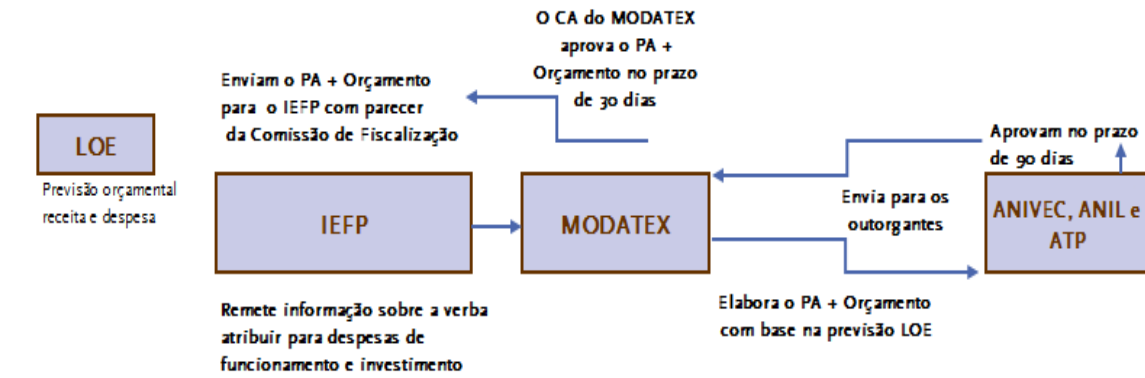 O CA do MODATEX
aprova o PA +
Orçamento no prazo
de 30 dias
Enviam o PA + Orçamento
para o IEFP com parecer
da Comissão de Fiscalização
LOE
Previsão orçamental
receita e despesa
IEFP
Remete informação sobre a verba
atribuir para despesas de
funcionamento e investimento
MODATEX
Elabora o PA + Orçamento
com base na previsão LOE
Envia para os
outorgantes
Aprovam no prazo
de 90 dias
ANIVEC, ANIL e
ATP